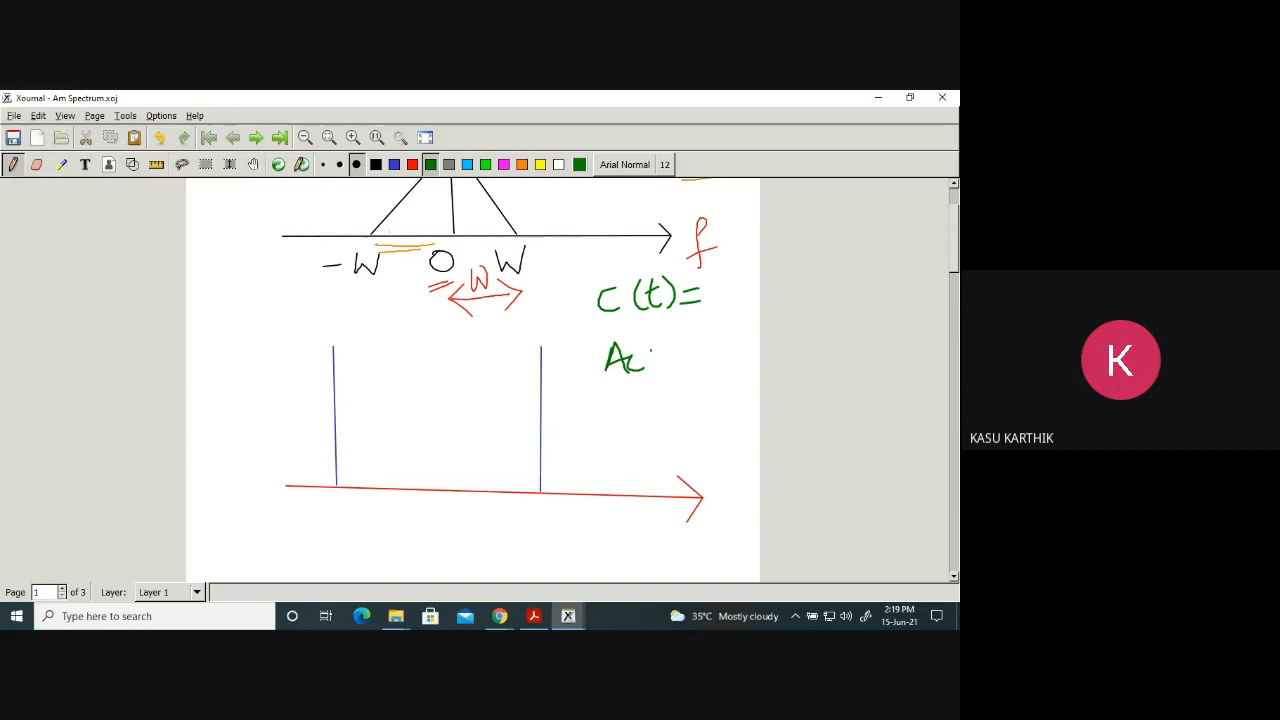 Xournal - Am Spectrum.xoj
File Edit View Page Tools Options Help
Arial Normal 12
f
- W O W
W
c(t)=
Ac
K
KASU KARTHIK
Page 1 of 3 Layer: Layer 1
Type here to search
35°C Mostly cloudy
2:19 PM
15-Jun-21